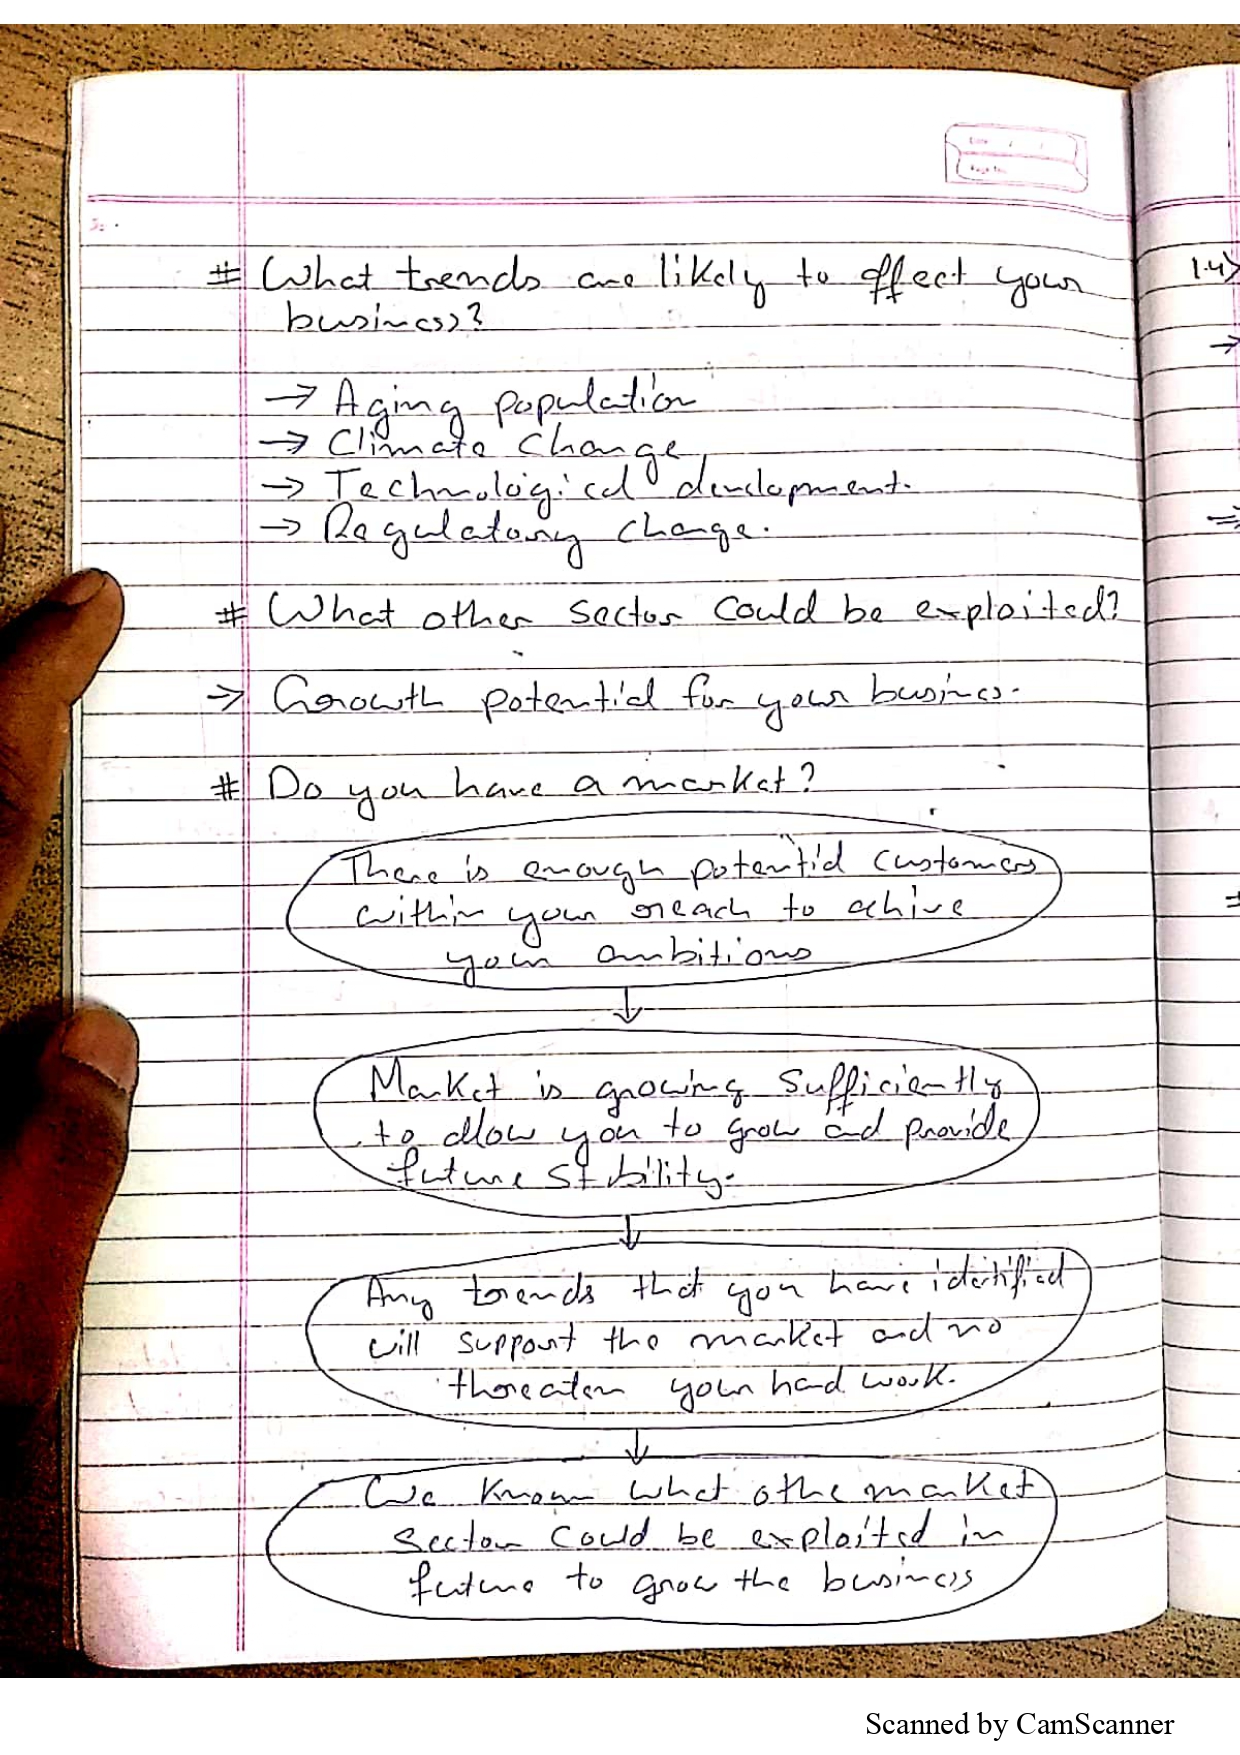 # What trends are likely to effect your
business?
→ Aging population
→ Climate change
→ Technological development.
→ Regulatory change.
# What other sector could be exploited?
→ Growth potential for your business.
# Do you have a market?
There is enough potential customers
within your reach to achive
your ambitions
↓
Market is growing sufficiently
to allow you to grow and provide
future stability.
↓
Any trends that you have identified
will support the market and no
threaten your hard work.
↓
We know what othe market
sector could be exploited in
future to grow the business
1.4>
→
⇒
Scanned by CamScanner